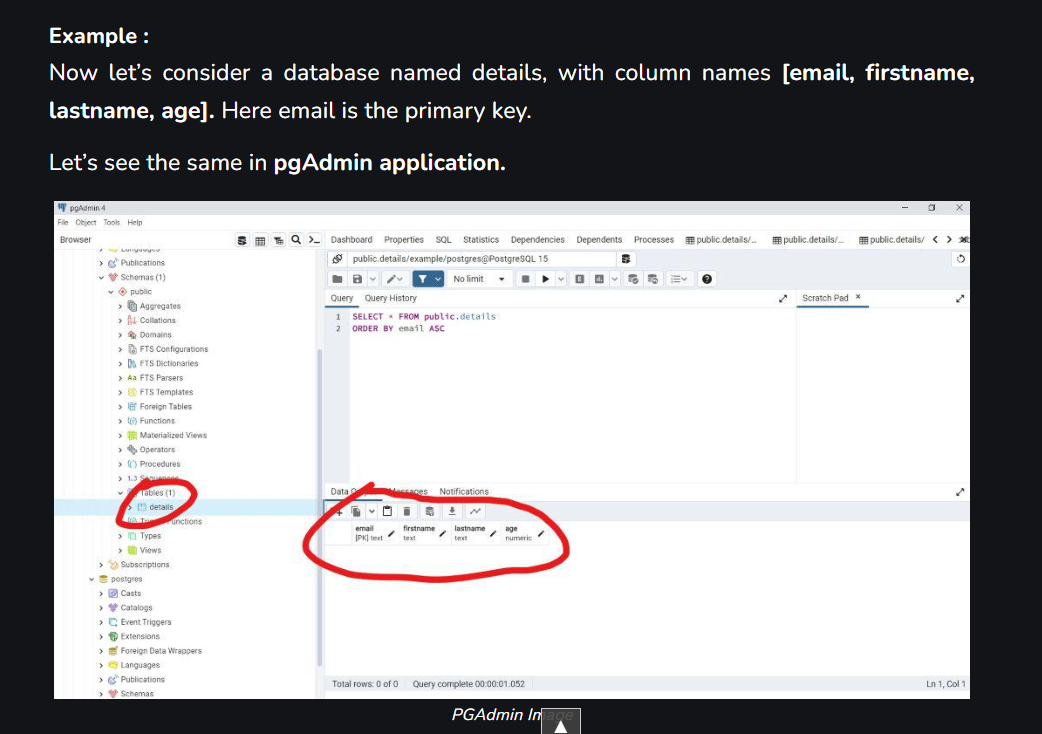 Example :
Now let’s consider a database named details, with column names [email, firstname,
lastname, age]. Here email is the primary key.
Let’s see the same in pgAdmin application.
pgAdmin 4
File Object Tools Help
Browser
Dashboard Properties SQL Statistics Dependencies Dependents Processes public.details/... public.details/... public.details/
public.details/example/postgres@PostgreSQL 15
No limit
Query Query History
Scratch Pad
1 SELECT * FROM public.details
2 ORDER BY email ASC
Languages
Publications
Schemas (1)
public
Aggregates
Collations
Domains
FTS Configurations
FTS Dictionaries
Aa FTS Parsers
FTS Templates
Foreign Tables
Functions
Materialized Views
Operators
Procedures
1..3 Sequences
Tables (1)
details
Trigger Functions
Types
Views
Subscriptions
postgres
Casts
Catalogs
Event Triggers
Extensions
Foreign Data Wrappers
Languages
Publications
Schemas
Data Output Messages Notifications
email firstname lastname age
[PK] text text text numeric
Total rows: 0 of 0 Query complete 00:00:01.052
Ln 1, Col 1
PGAdmin Image